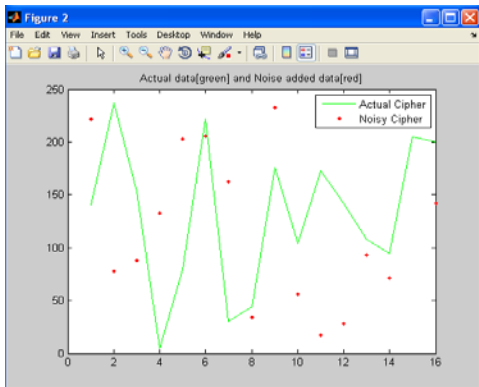 Figure 2
File Edit View Insert Tools Desktop Window Help
Actual data[green] and Noise added data[red]
Actual Cipher
Noisy Cipher
250
200
150
100
50
0
0 2 4 6 8 10 12 14 16